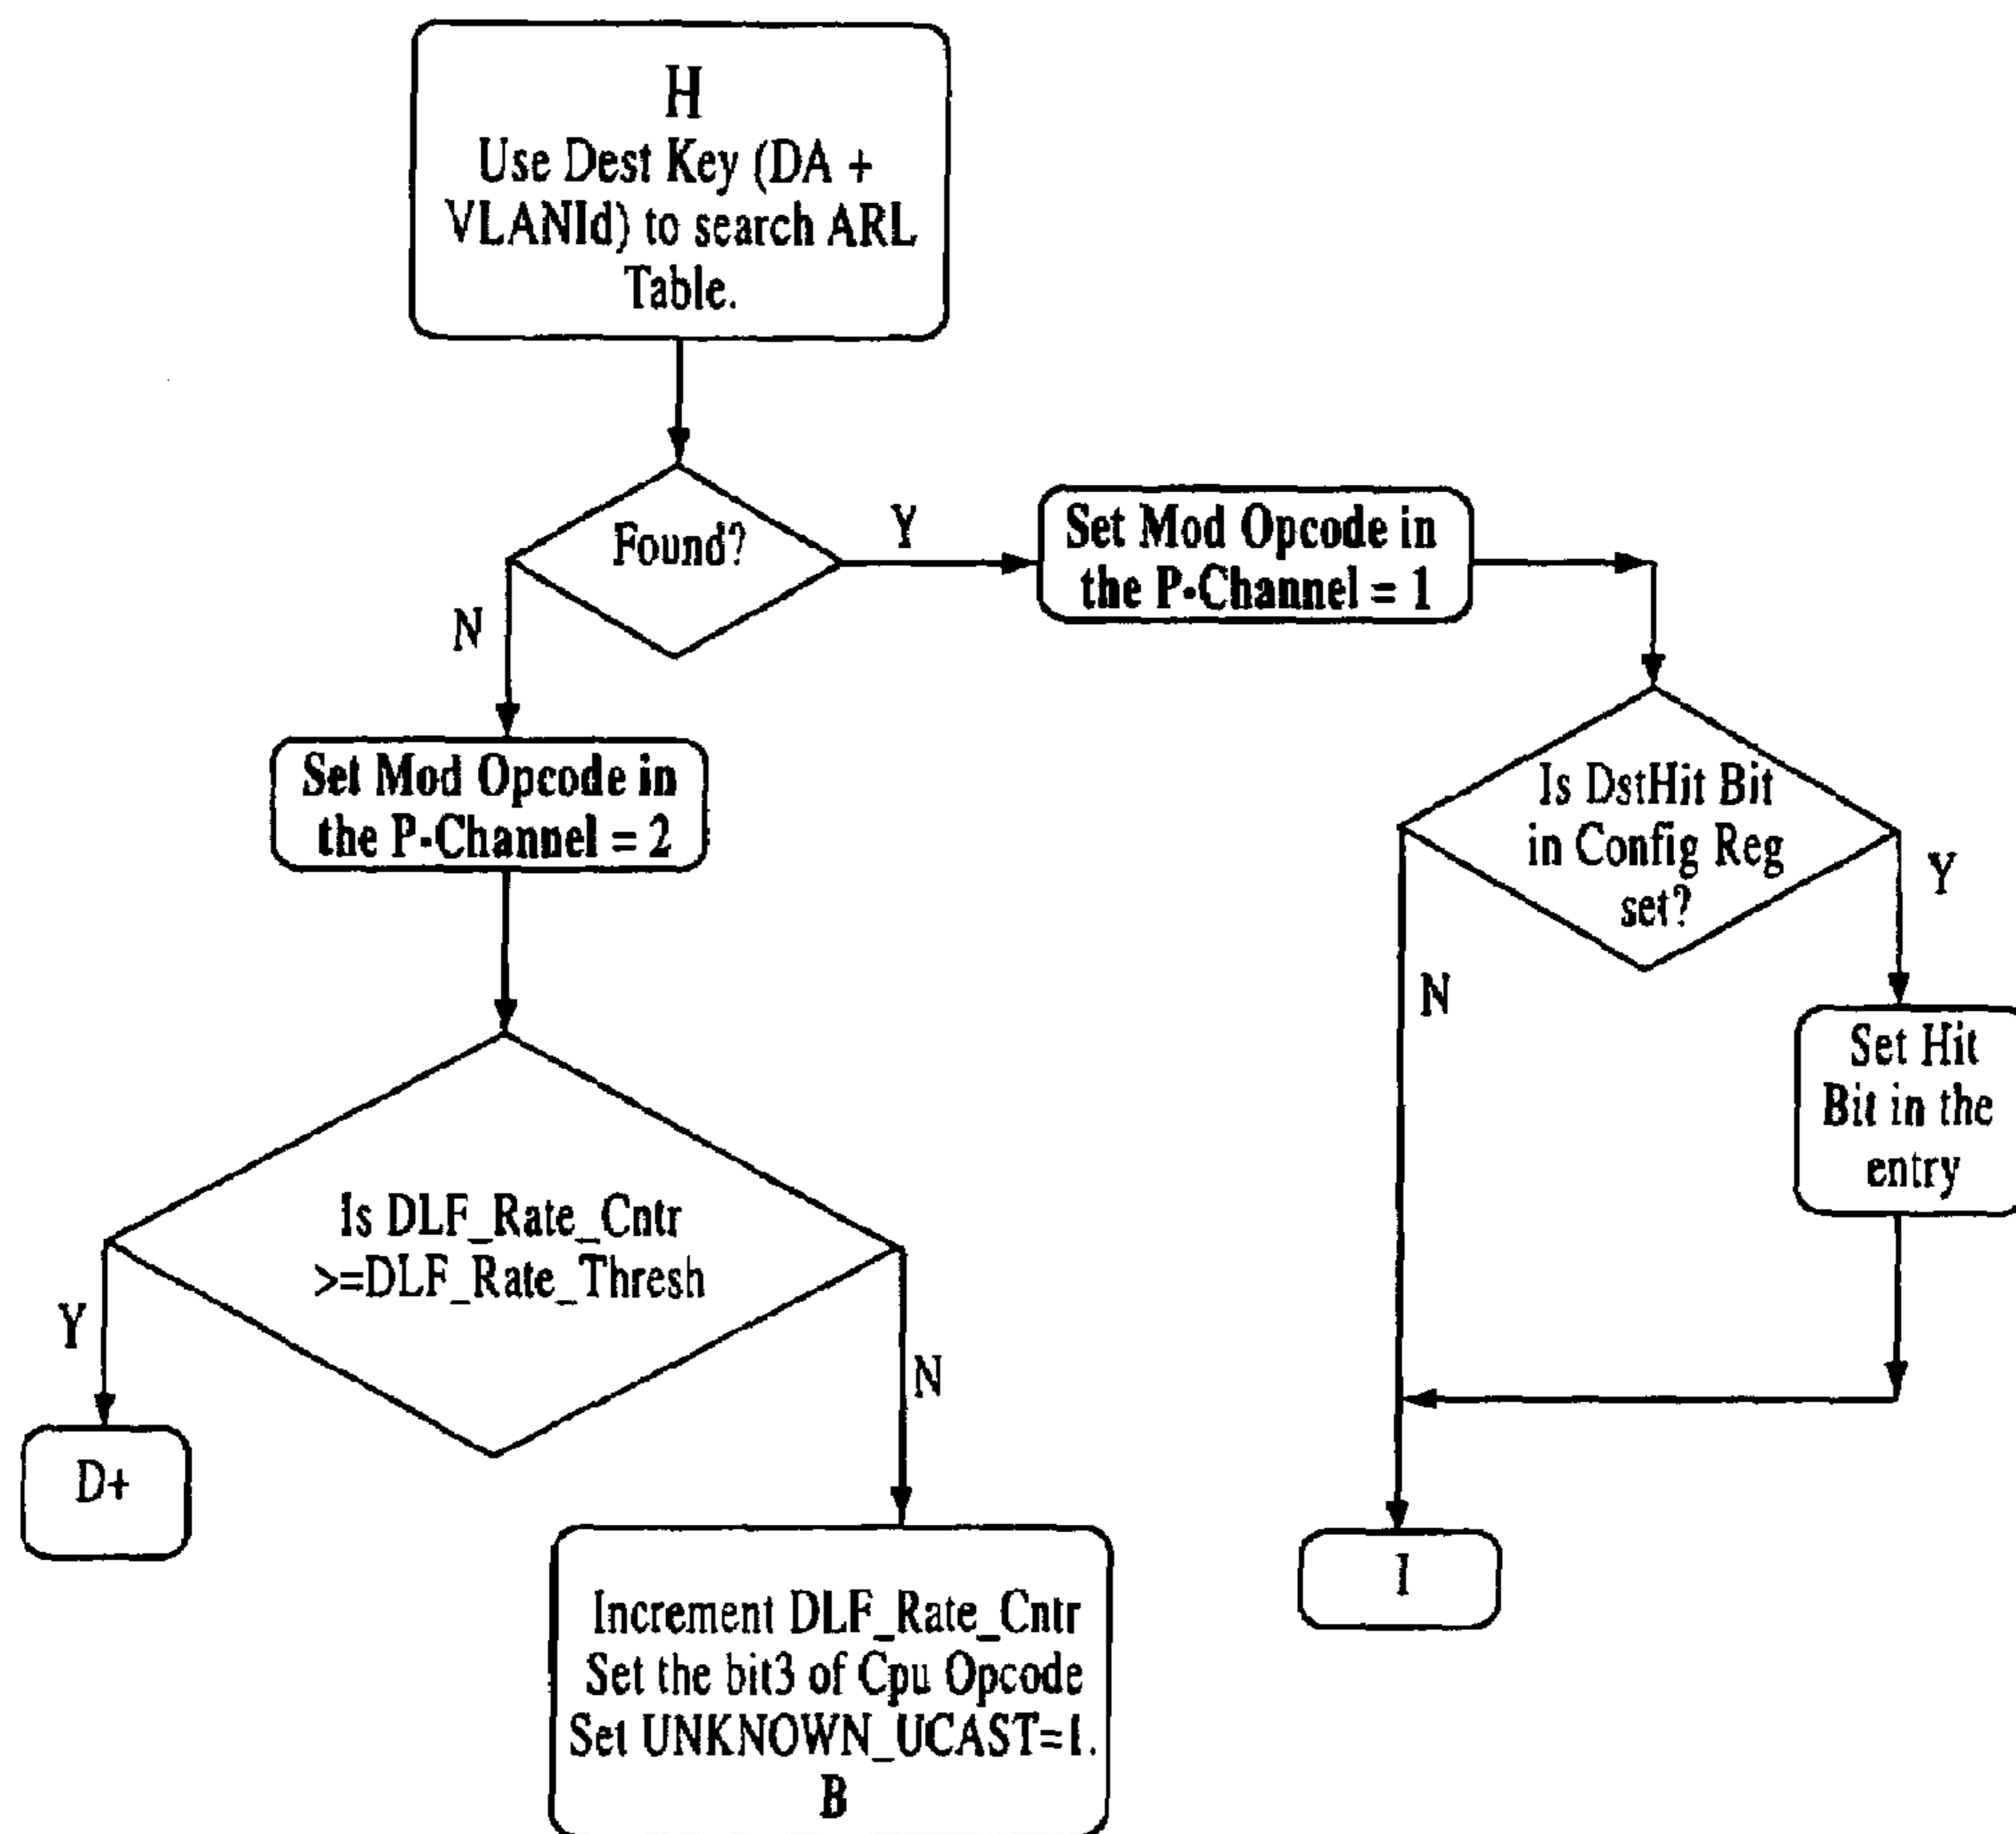 H
Use Dest Key (DA +
VLANId) to search ARL
Table.
Found?
Y
Set Mod Opcode in
the P-Channel = 1
N
Set Mod Opcode in
the P-Channel = 2
Is DstHit Bit
in Config Reg
set?
Y
N
Set Hit
Bit in the
entry
Is DLF_Rate_Cntr
>=DLF_Rate_Thresh
Y
N
D+
I
Increment DLF_Rate_Cntr
Set the bit3 of Cpu Opcode
Set UNKNOWN_UCAST=1.
B